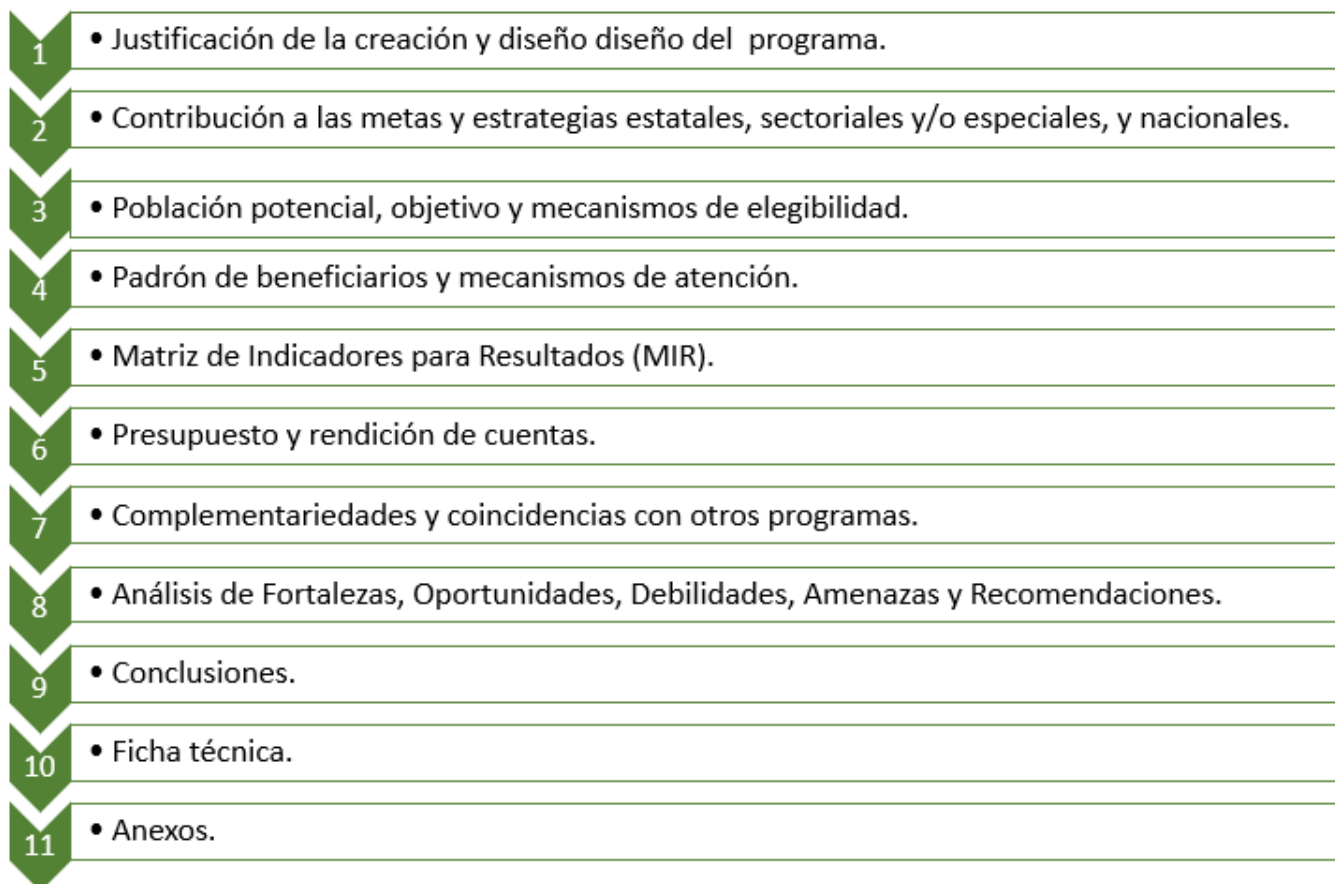 1 • Justificación de la creación y diseño diseño del programa.
2 • Contribución a las metas y estrategias estatales, sectoriales y/o especiales, y nacionales.
3 • Población potencial, objetivo y mecanismos de elegibilidad.
4 • Padrón de beneficiarios y mecanismos de atención.
5 • Matriz de Indicadores para Resultados (MIR).
6 • Presupuesto y rendición de cuentas.
7 • Complementariedades y coincidencias con otros programas.
8 • Análisis de Fortalezas, Oportunidades, Debilidades, Amenazas y Recomendaciones.
9 • Conclusiones.
10 • Ficha técnica.
11 • Anexos.